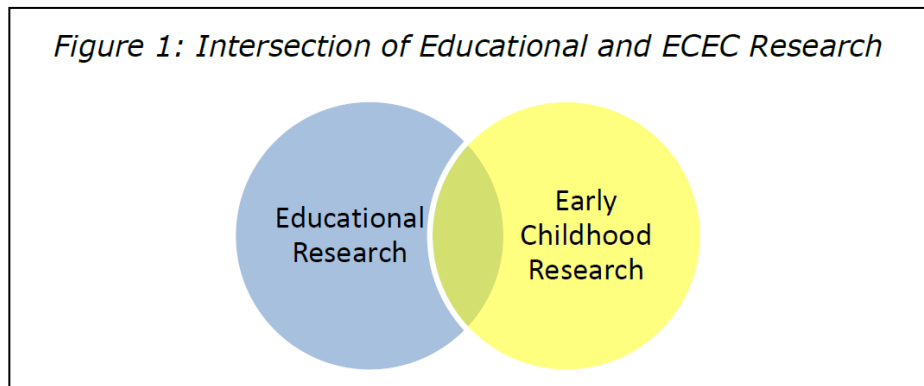 Figure 1: Intersection of Educational and ECEC Research
Educational
Research
Early
Childhood
Research